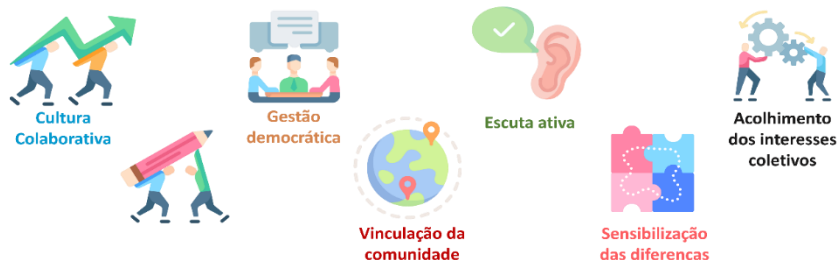 Cultura
Colaborativa
Gestão
democrática
Vinculação da
comunidade
Escuta ativa
Sensibilização
das diferencas
Acolhimento
dos interesses
coletivos